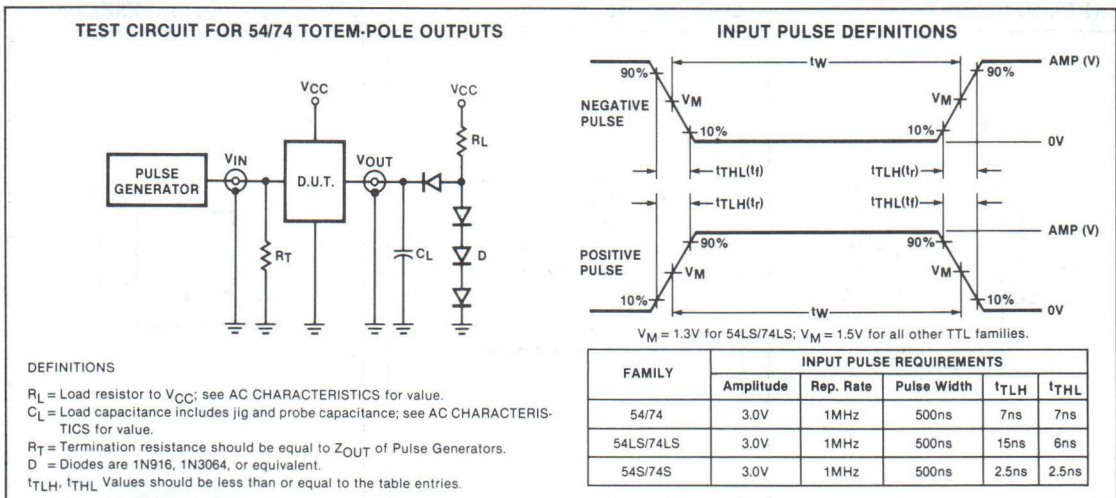 TEST CIRCUIT FOR 54/74 TOTEM-POLE OUTPUTS
VCC
VCC
RL
PULSE
GENERATOR
VIN
D.U.T.
VOUT
RT
CL
D
DEFINITIONS
RL = Load resistor to VCC; see AC CHARACTERISTICS for value.
CL = Load capacitance includes jig and probe capacitance; see AC CHARACTERIS-
TICS for value.
RT = Termination resistance should be equal to ZOUT of Pulse Generators.
D = Diodes are 1N916, 1N3064, or equivalent.
tTLH, tTHL Values should be less than or equal to the table entries.
INPUT PULSE DEFINITIONS
90%
tW
90%
AMP (V)
NEGATIVE
PULSE
VM
VM
10%
10%
0V
tTHL(tf)
tTLH(tr)
tTLH(tr)
tTHL(tf)
AMP (V)
90%
90%
POSITIVE
PULSE
VM
VM
10%
tW
10%
0V
VM = 1.3V for 54LS/74LS; VM = 1.5V for all other TTL families.
FAMILY
INPUT PULSE REQUIREMENTS
Amplitude Rep. Rate Pulse Width tTLH tTHL
54/74 3.0V 1MHz 500ns 7ns 7ns
54LS/74LS 3.0V 1MHz 500ns 15ns 6ns
54S/74S 3.0V 1MHz 500ns 2.5ns 2.5ns